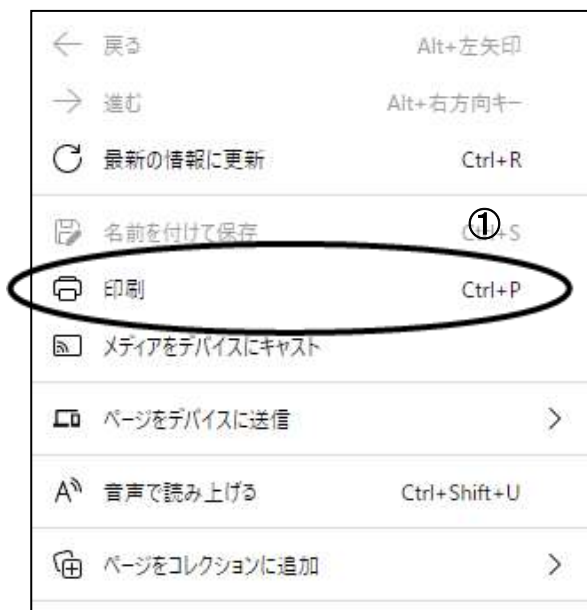 戻る Alt+左矢印
進む Alt+右方向キー
最新の情報に更新 Ctrl+R
①
名前を付けて保存 Ctrl+S
印刷 Ctrl+P
メディアをデバイスにキャスト
ページをデバイスに送信
音声で読み上げる Ctrl+Shift+U
ページをコレクションに追加